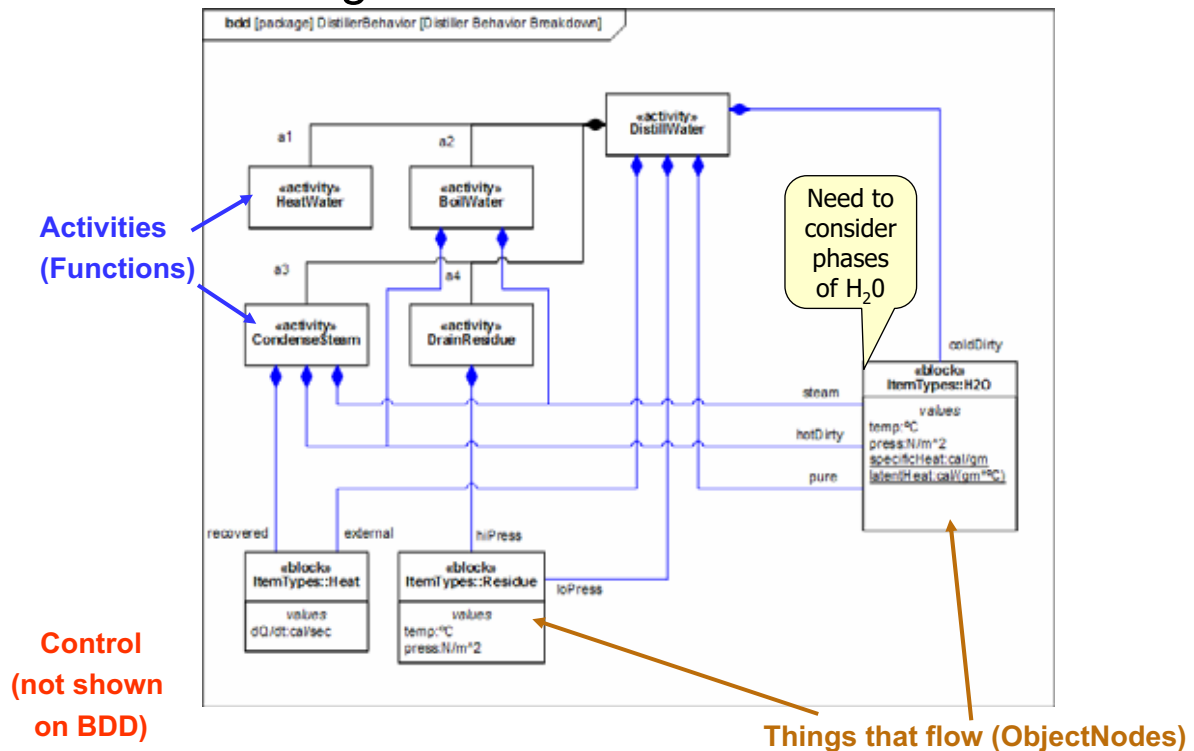 bdd [package] DistillerBehavior [Distiller Behavior Breakdown]
«activity»
DistillWater
a1
a2
«activity»
HeatWater
«activity»
BoilWater
Activities
(Functions)
Need to
consider
phases
of H20
a3
a4
«activity»
CondenseSteam
«activity»
DrainResidue
coldDirty
«block»
ItemTypes::H2O
values
temp:ºC
press:N/m^2
specificHeat:cal/gm
latentHeat:cal/(gm*ºC)
steam
hotDirty
pure
recovered
external
hiPress
loPress
«block»
ItemTypes::Heat
values
dQ/dt:cal/sec
«block»
ItemTypes::Residue
values
temp:ºC
press:N/m^2
Control
(not shown
on BDD)
Things that flow (ObjectNodes)